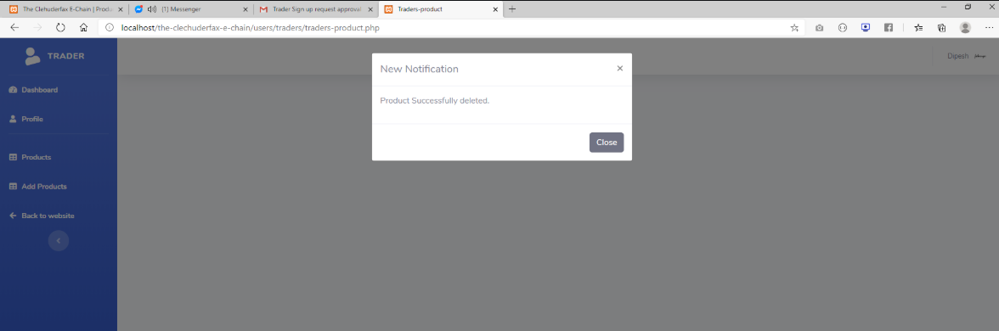 The Clehuderfax E-Chain | Produ
(1) Messenger
Trader Sign up request approval
Traders-product
localhost/the-clechuderfax-e-chain/users/traders/traders-product.php
TRADER
Dipesh
New Notification
×
Dashboard
Product Successfully deleted.
Profile
Close
Products
Add Products
Back to website